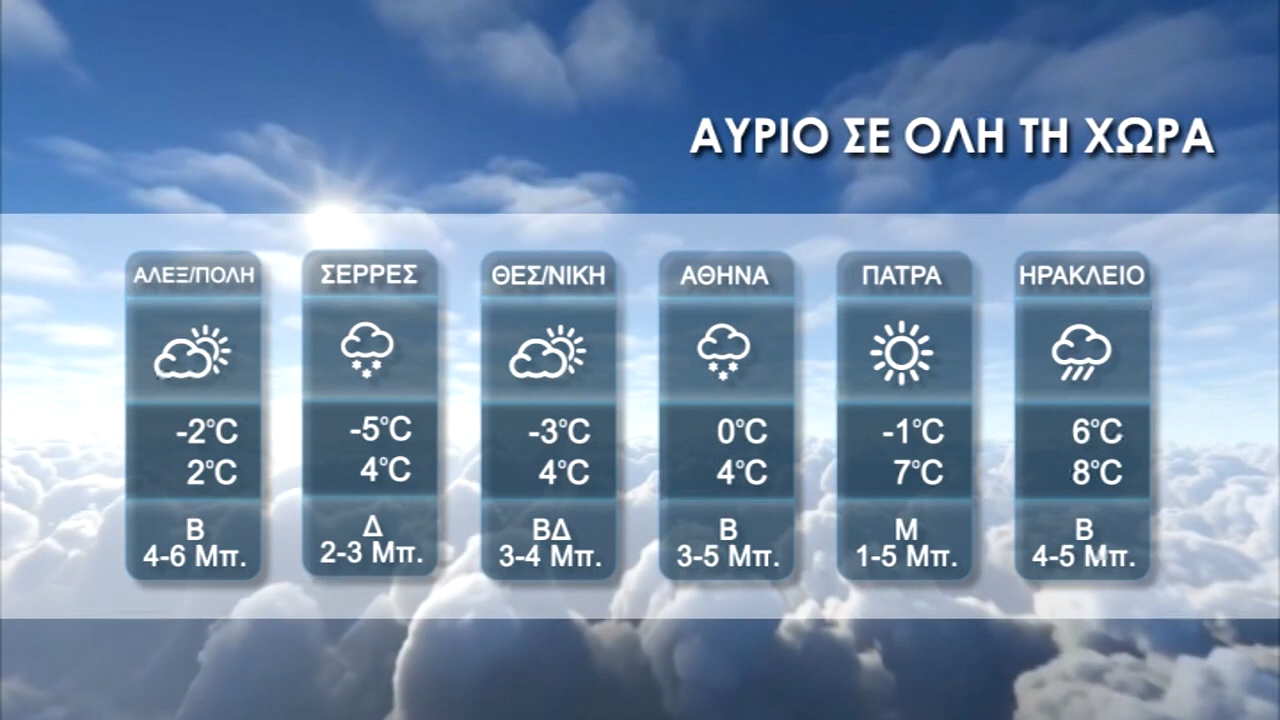 ΑΥΡΙΟ ΣΕ ΟΛΗ ΤΗ ΧΩΡΑ
ΑΛΕΞ/ΠΟΛΗ
-2°C
2°C
Β
4-6 Μπ.
ΣΕΡΡΕΣ
-5°C
4°C
Δ
2-3 Μπ.
ΘΕΣ/ΝΙΚΗ
-3°C
4°C
ΒΔ
3-4 Μπ.
ΑΘΗΝΑ
0°C
4°C
Β
3-5 Μπ.
ΠΑΤΡΑ
-1°C
7°C
Μ
1-5 Μπ.
ΗΡΑΚΛΕΙΟ
6°C
8°C
Β
4-5 Μπ.